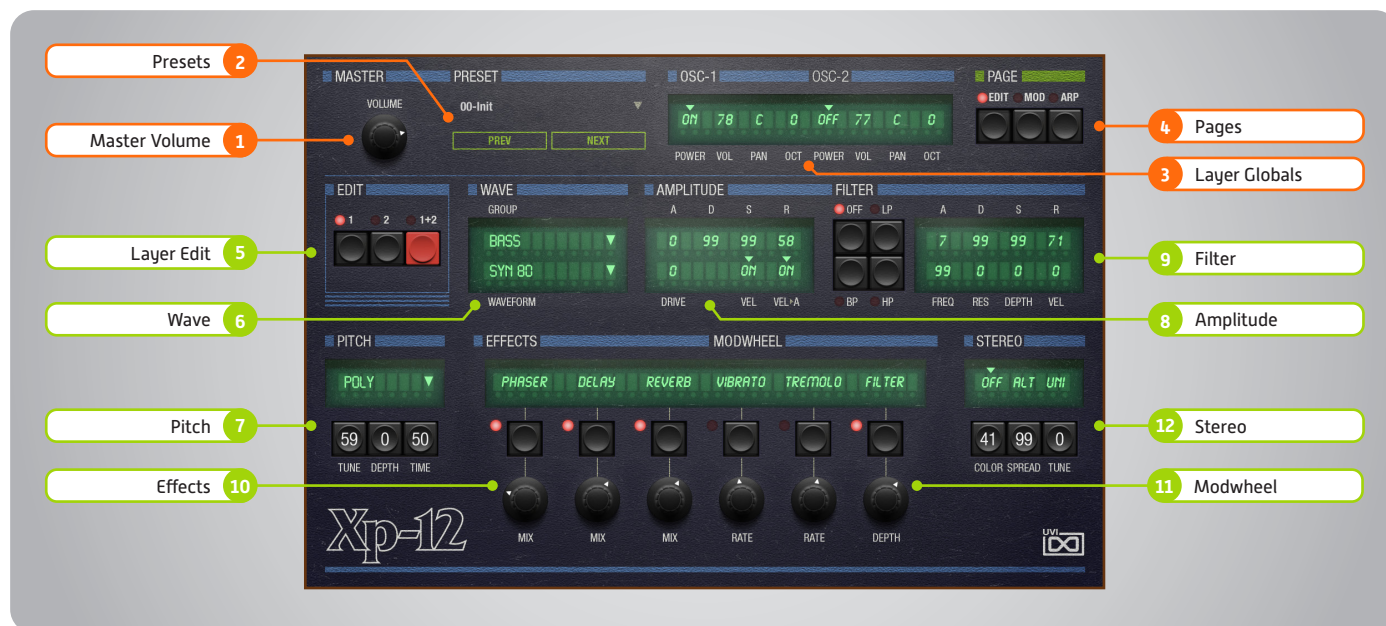 Presets 2
Master Volume 1
4 Pages
3 Layer Globals
Layer Edit 5
Wave 6
9 Filter
8 Amplitude
Pitch 7
Effects 10
12 Stereo
11 Modwheel
MASTER PRESET OSC-1 OSC-2 PAGE
VOLUME 00-Init EDIT MOD ARP
ON 78 C 0 OFF 77 C 0
PREV NEXT
POWER VOL PAN OCT POWER VOL PAN OCT
EDIT WAVE AMPLITUDE FILTER
1 2 1+2 GROUP A D S R OFF LP A D S R
BASS 0 99 99 58 7 99 99 71
SYN 80 0 ON ON 99 0 0 0
WAVEFORM DRIVE VEL VEL▸A BP HP FREQ RES DEPTH VEL
PITCH EFFECTS MODWHEEL STEREO
POLY PHASER DELAY REVERB VIBRATO TREMOLO FILTER OFF ALT UNI
59 0 50 41 99 0
TUNE DEPTH TIME COLOR SPREAD TUNE
Xp-12
MIX MIX MIX RATE RATE DEPTH
UVI